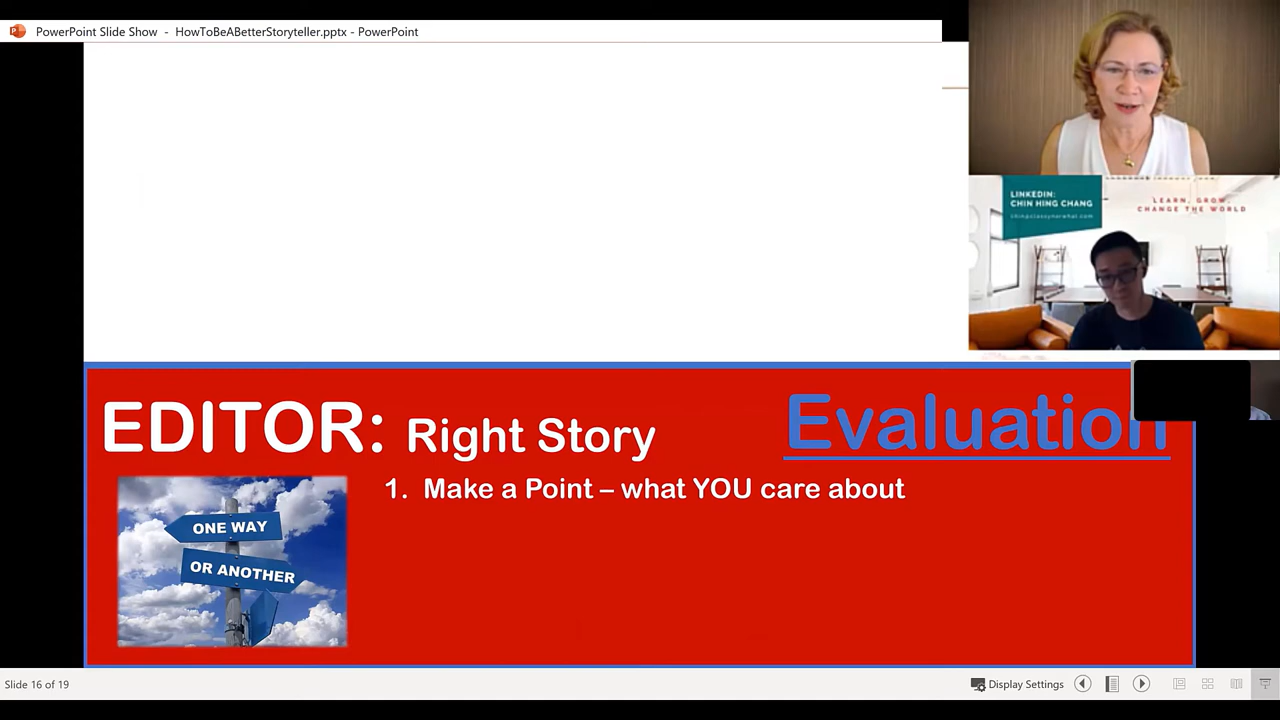 PowerPoint Slide Show - HowToBeABetterStoryteller.pptx - PowerPoint
LINKEDIN:
CHIN HING CHANG
LEARN, GROW,
CHANGE THE WORLD
EDITOR: Right Story
Evaluation
1. Make a Point – what YOU care about
ONE WAY
OR ANOTHER
Slide 16 of 19
Display Settings